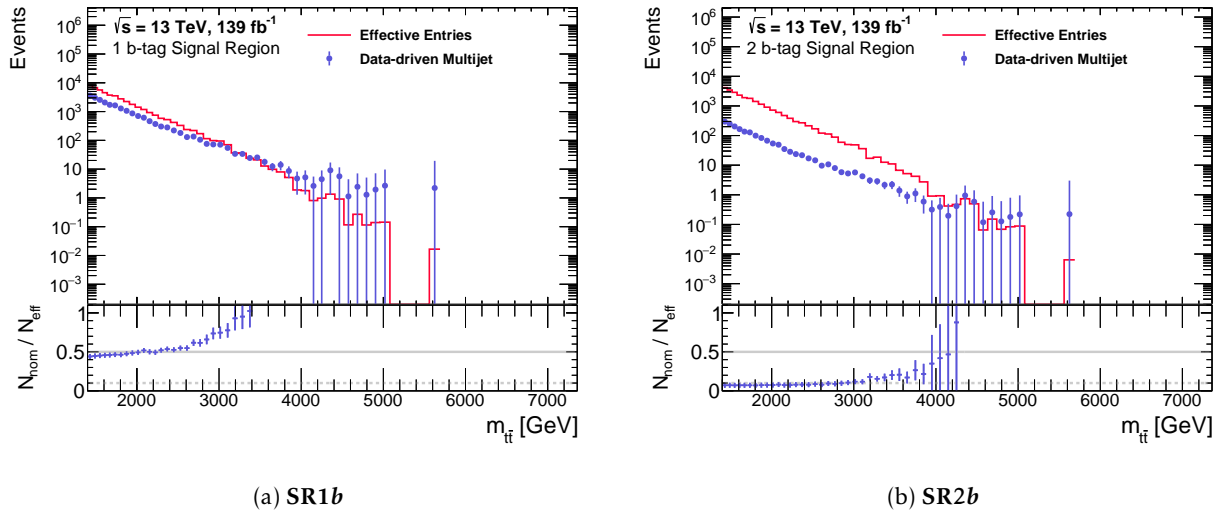 Events
10⁶
10⁵
10⁴
10³
10²
10
1
10⁻¹
10⁻²
10⁻³
√s = 13 TeV, 139 fb⁻¹
1 b-tag Signal Region
Effective Entries
Data-driven Multijet
N_nom / N_eff
1
0.5
0
2000 3000 4000 5000 6000 7000
m_tt̄ [GeV]
(a) SR1b
Events
10⁶
10⁵
10⁴
10³
10²
10
1
10⁻¹
10⁻²
10⁻³
√s = 13 TeV, 139 fb⁻¹
2 b-tag Signal Region
Effective Entries
Data-driven Multijet
N_nom / N_eff
1
0.5
0
2000 3000 4000 5000 6000 7000
m_tt̄ [GeV]
(b) SR2b